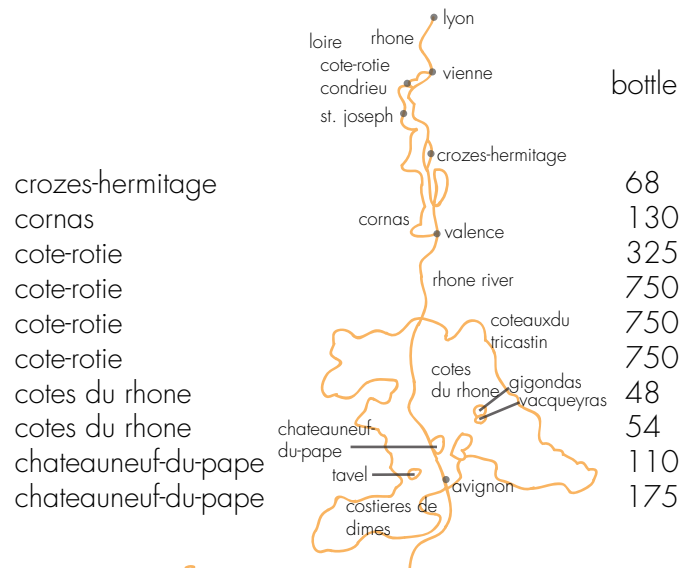 lyon
rhone
loire
cote-rotie
vienne
condrieu
bottle
st. joseph
crozes-hermitage
crozes-hermitage 68
cornas 130
cornas
valence
cote-rotie 325
rhone river
cote-rotie 750
cote-rotie 750
coteauxdu
tricastin
cote-rotie 750
cotes
du rhone
gigondas
vacqueyras
cotes du rhone 48
cotes du rhone 54
chateauneuf-
du-pape
chateauneuf-du-pape 110
tavel
avignon
chateauneuf-du-pape 175
costieres de
dimes